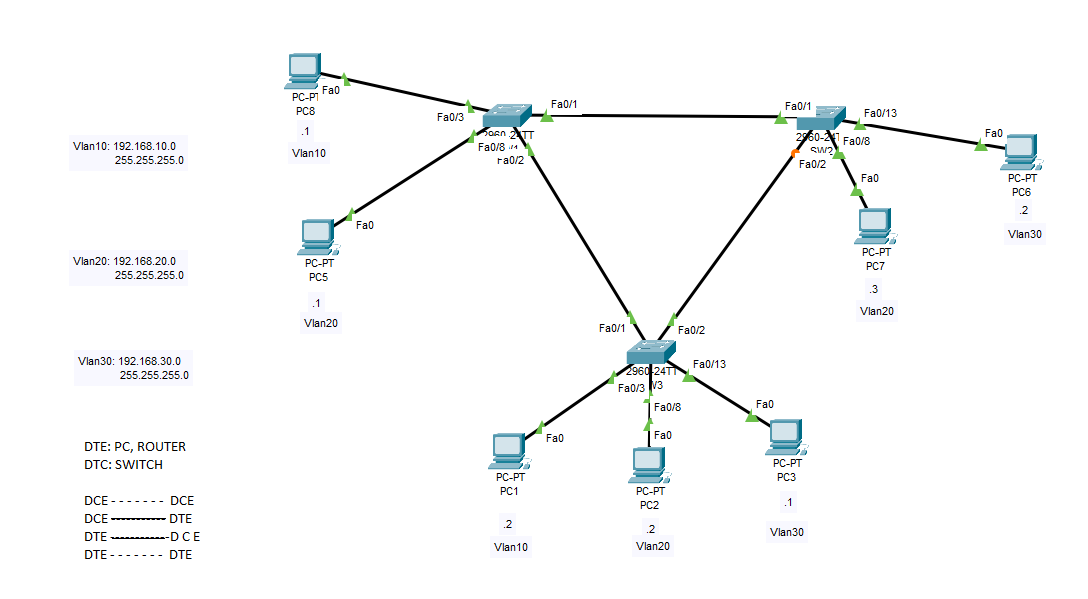 PC-PT
Fa0
PC8
.1
Vlan10
Fa0/3
Fa0/1
Fa0/8
Fa0/2
Vlan10: 192.168.10.0
255.255.255.0
Fa0/1
Fa0/13
SW2
Fa0/8
Fa0/2
Fa0
PC-PT
PC6
.2
Vlan30
Fa0
PC-PT
PC7
.3
Vlan20
Fa0
PC-PT
PC5
.1
Vlan20
Vlan20: 192.168.20.0
255.255.255.0
Vlan30: 192.168.30.0
255.255.255.0
Fa0/1
Fa0/2
2960-24TT
Fa0/3
Fa0/13
Fa0/8
Fa0
PC-PT
PC1
.2
Vlan10
Fa0
PC-PT
PC2
.2
Vlan20
Fa0
PC-PT
PC3
.1
Vlan30
DTE: PC, ROUTER
DTC: SWITCH
DCE - - - - - - - DCE
DCE ----------- DTE
DTE -----------D C E
DTE - - - - - - - DTE